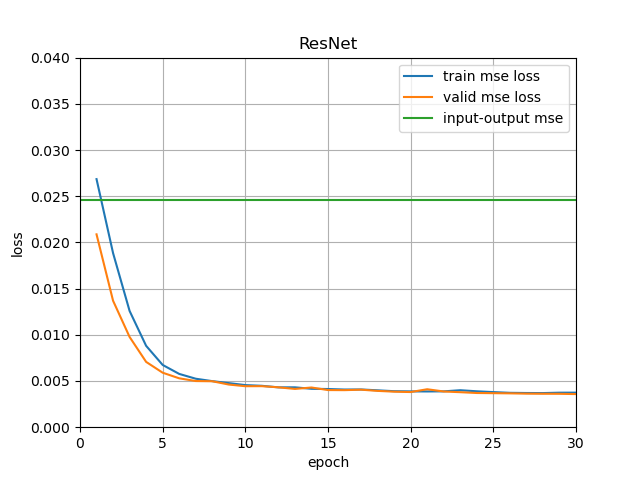 ResNet
0.040
0.035
0.030
0.025
0.020
0.015
0.010
0.005
0.000
loss
train mse loss
valid mse loss
input-output mse
0 5 10 15 20 25 30
epoch